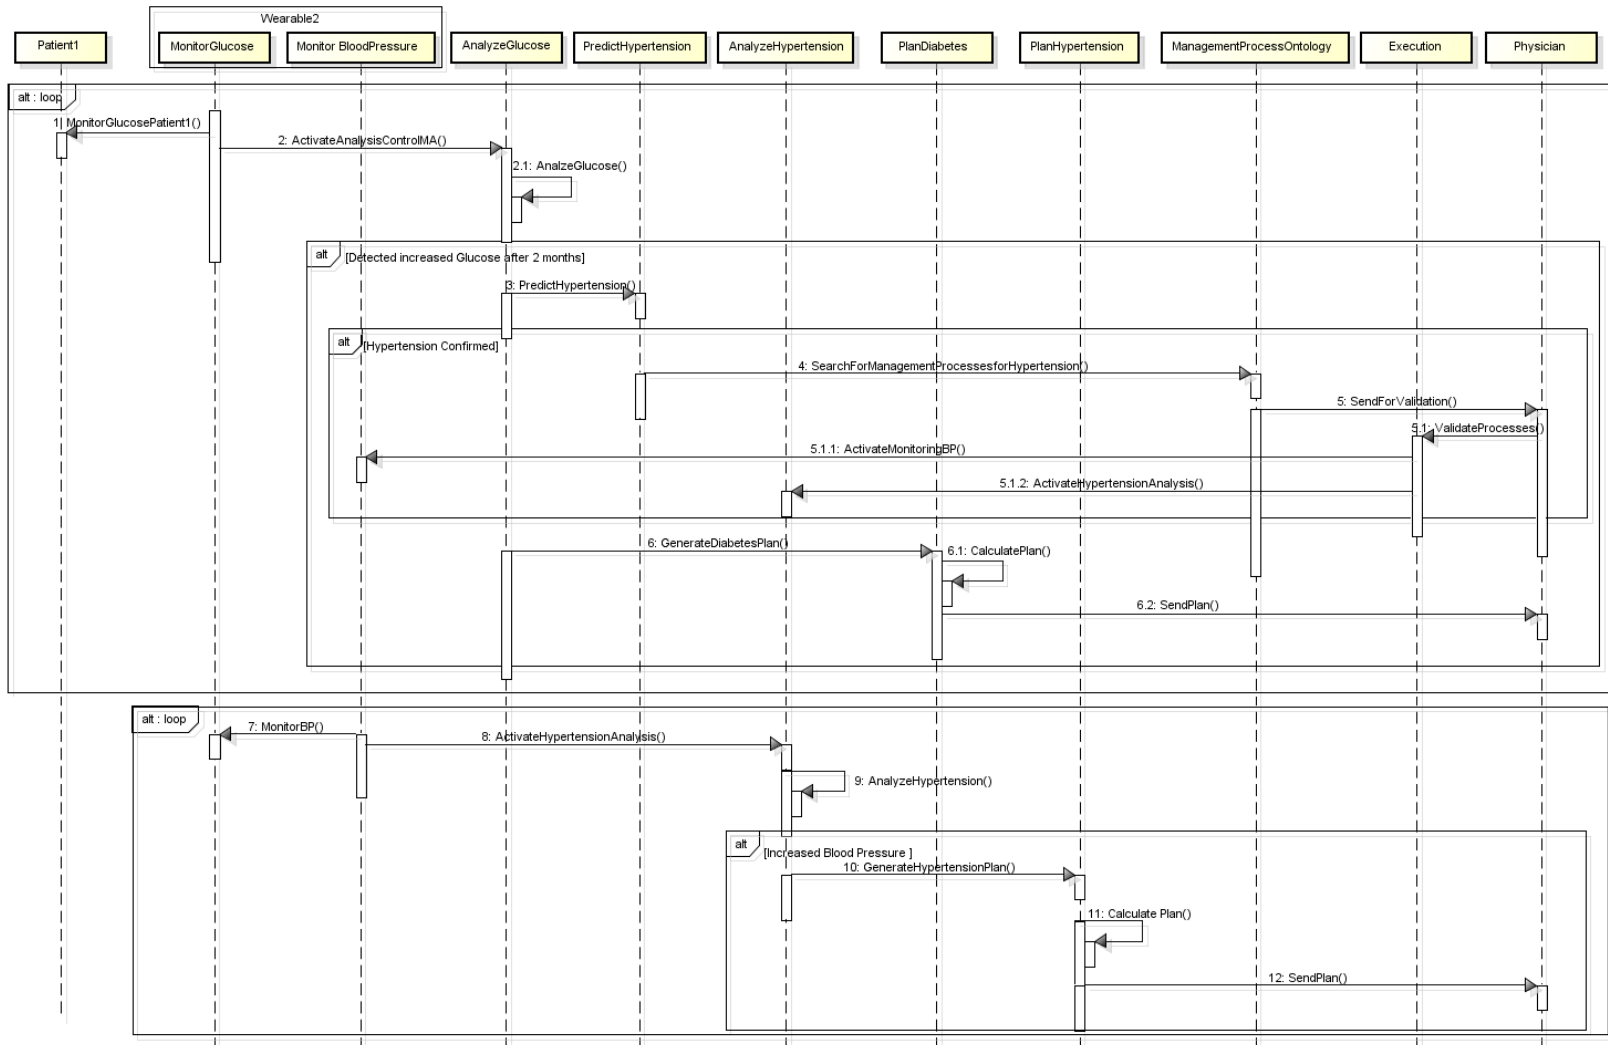 Wearable2
Patient1
MonitorGlucose
Monitor BloodPressure
AnalyzeGlucose
PredictHypertension
AnalyzeHypertension
PlanDiabetes
PlanHypertension
ManagementProcessOntology
Execution
Physician
alt : loop
1: MonitorGlucosePatient1()
2: ActivateAnalysisControlMA()
2.1: AnalzeGlucose()
alt
[Detected increased Glucose after 2 months]
3: PredictHypertension()
alt
[Hypertension Confirmed]
4: SearchForManagementProcessesforHypertension()
5: SendForValidation()
5.1: ValidateProcesses()
5.1.1: ActivateMonitoringBP()
5.1.2: ActivateHypertensionAnalysis()
6: GenerateDiabetesPlan()
6.1: CalculatePlan()
6.2: SendPlan()
alt : loop
7: MonitorBP()
8: ActivateHypertensionAnalysis()
9: AnalyzeHypertension()
alt
[Increased Blood Pressure ]
10: GenerateHypertensionPlan()
11: Calculate Plan()
12: SendPlan()